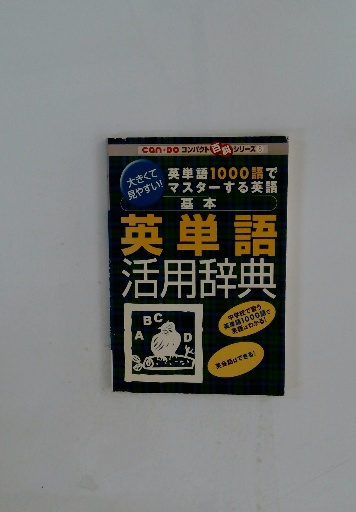 can・DO コンパクト百科シリーズ③
大きくて
見やすい!
英単語1000語で
マスターする英語
基本
英単語
活用辞典
A B C D
中学校で習う
英単語1000語で
英語はわかる!
英会話はできる!